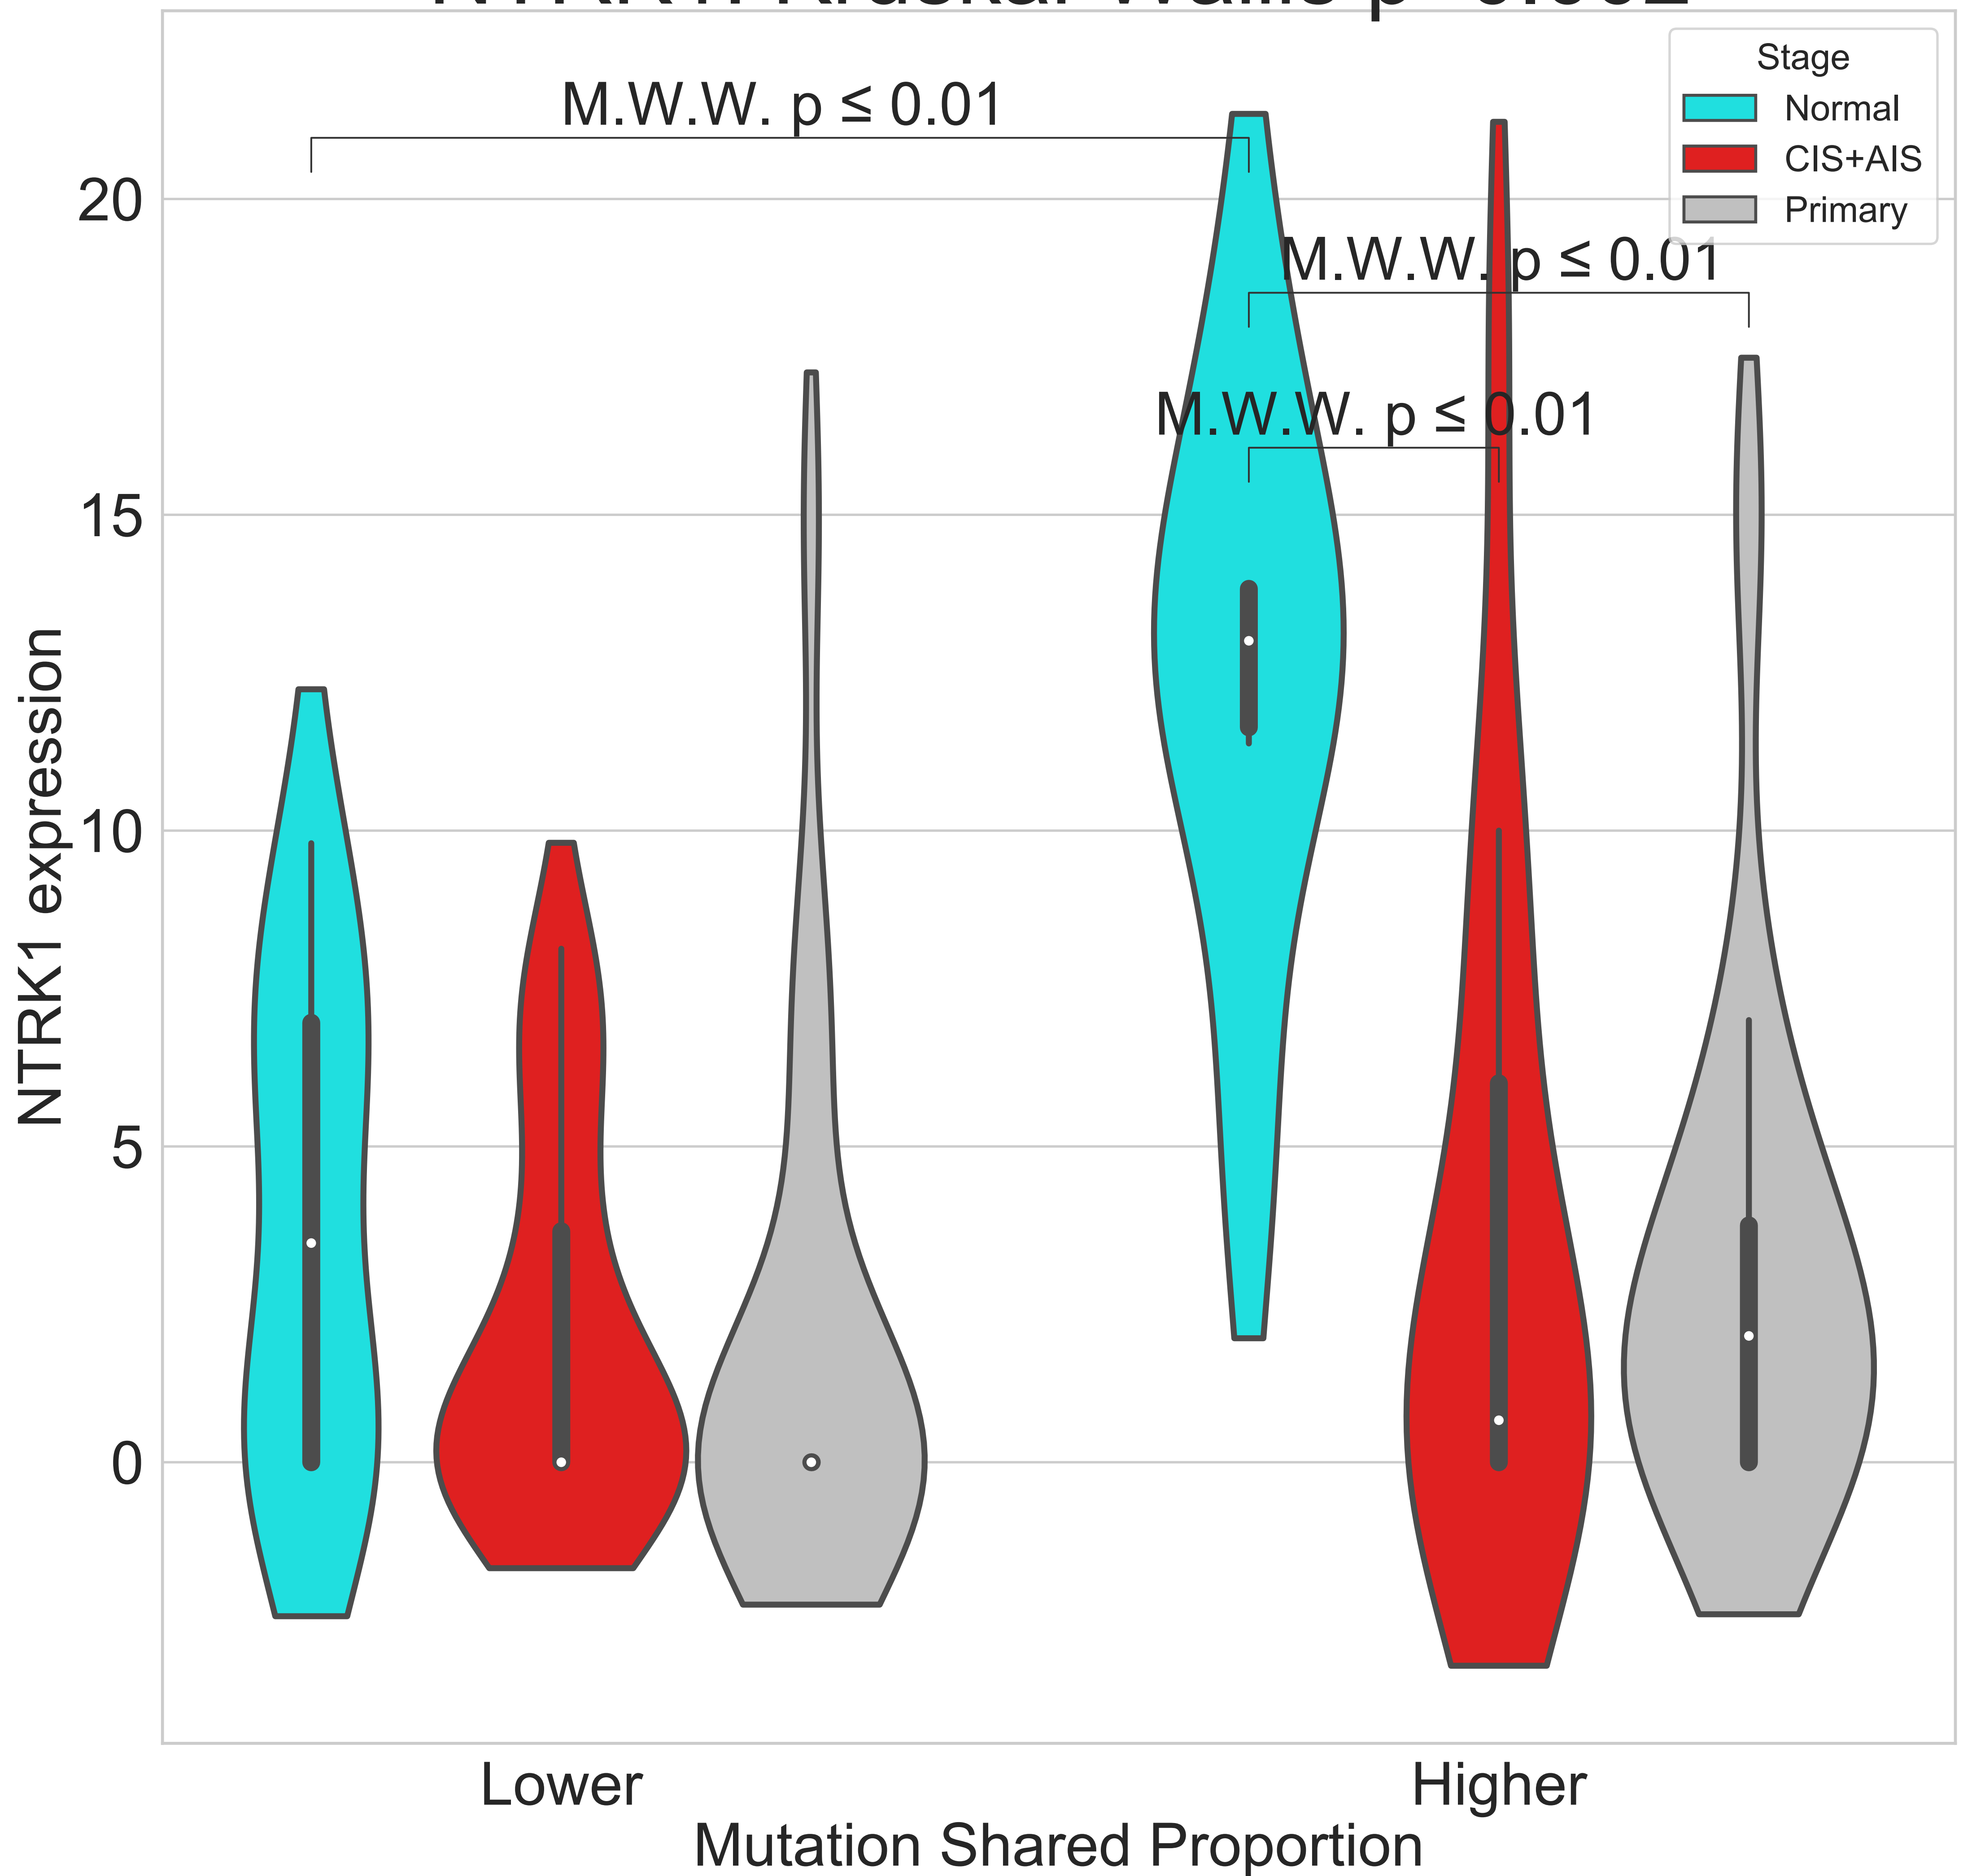 Stage
Normal
CIS+AIS
Primary
M.W.W. p ≤ 0.01
M.W.W. p ≤ 0.01
M.W.W. p ≤ 0.01
20
15
10
5
0
NTRK1 expression
Lower
Higher
Mutation Shared Proportion